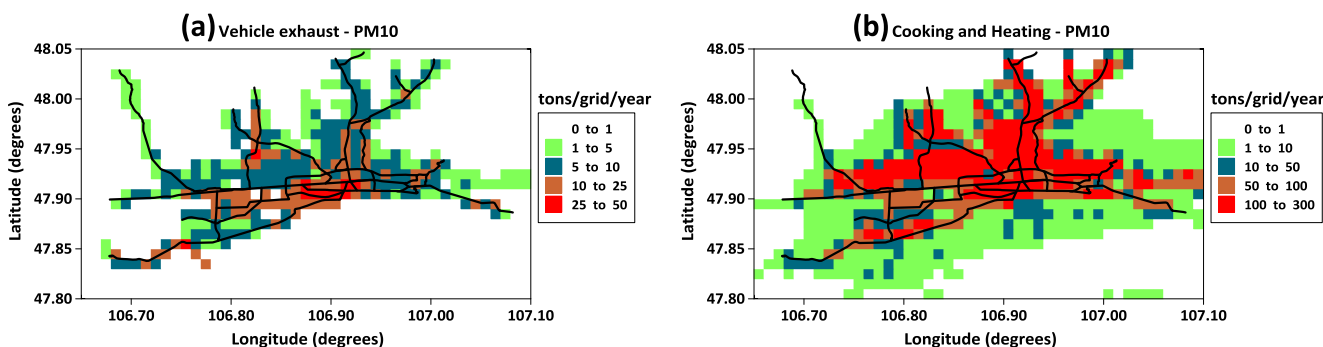 (a) Vehicle exhaust - PM10
48.05
48.00
47.95
47.90
47.85
47.80
Latitude (degrees)
106.70 106.80 106.90 107.00 107.10
Longitude (degrees)
tons/grid/year
0 to 1
1 to 5
5 to 10
10 to 25
25 to 50
(b) Cooking and Heating - PM10
48.05
48.00
47.95
47.90
47.85
47.80
Latitude (degrees)
106.70 106.80 106.90 107.00 107.10
Longitude (degrees)
tons/grid/year
0 to 1
1 to 10
10 to 50
50 to 100
100 to 300